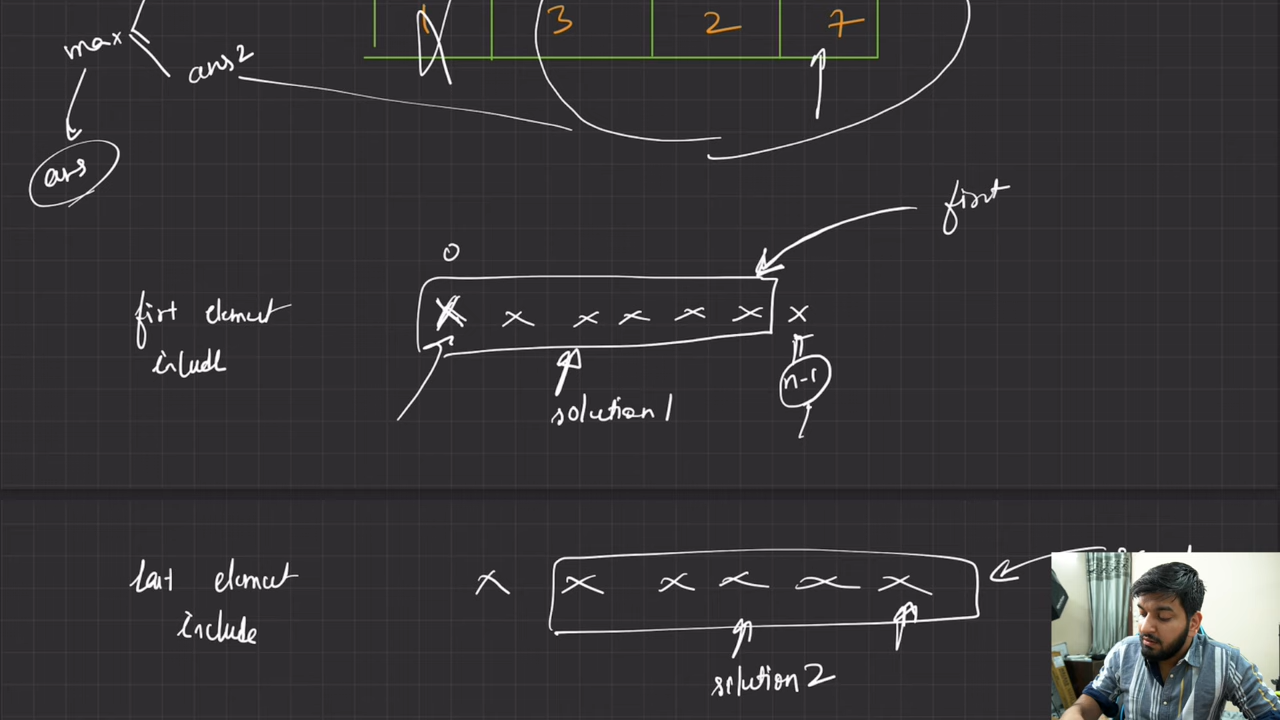 1 3 2 7
max
ans2
ans
first
0
first element
include
x x x x x x x
n-1
solution 1
last element
include
x x x x x x
solution 2